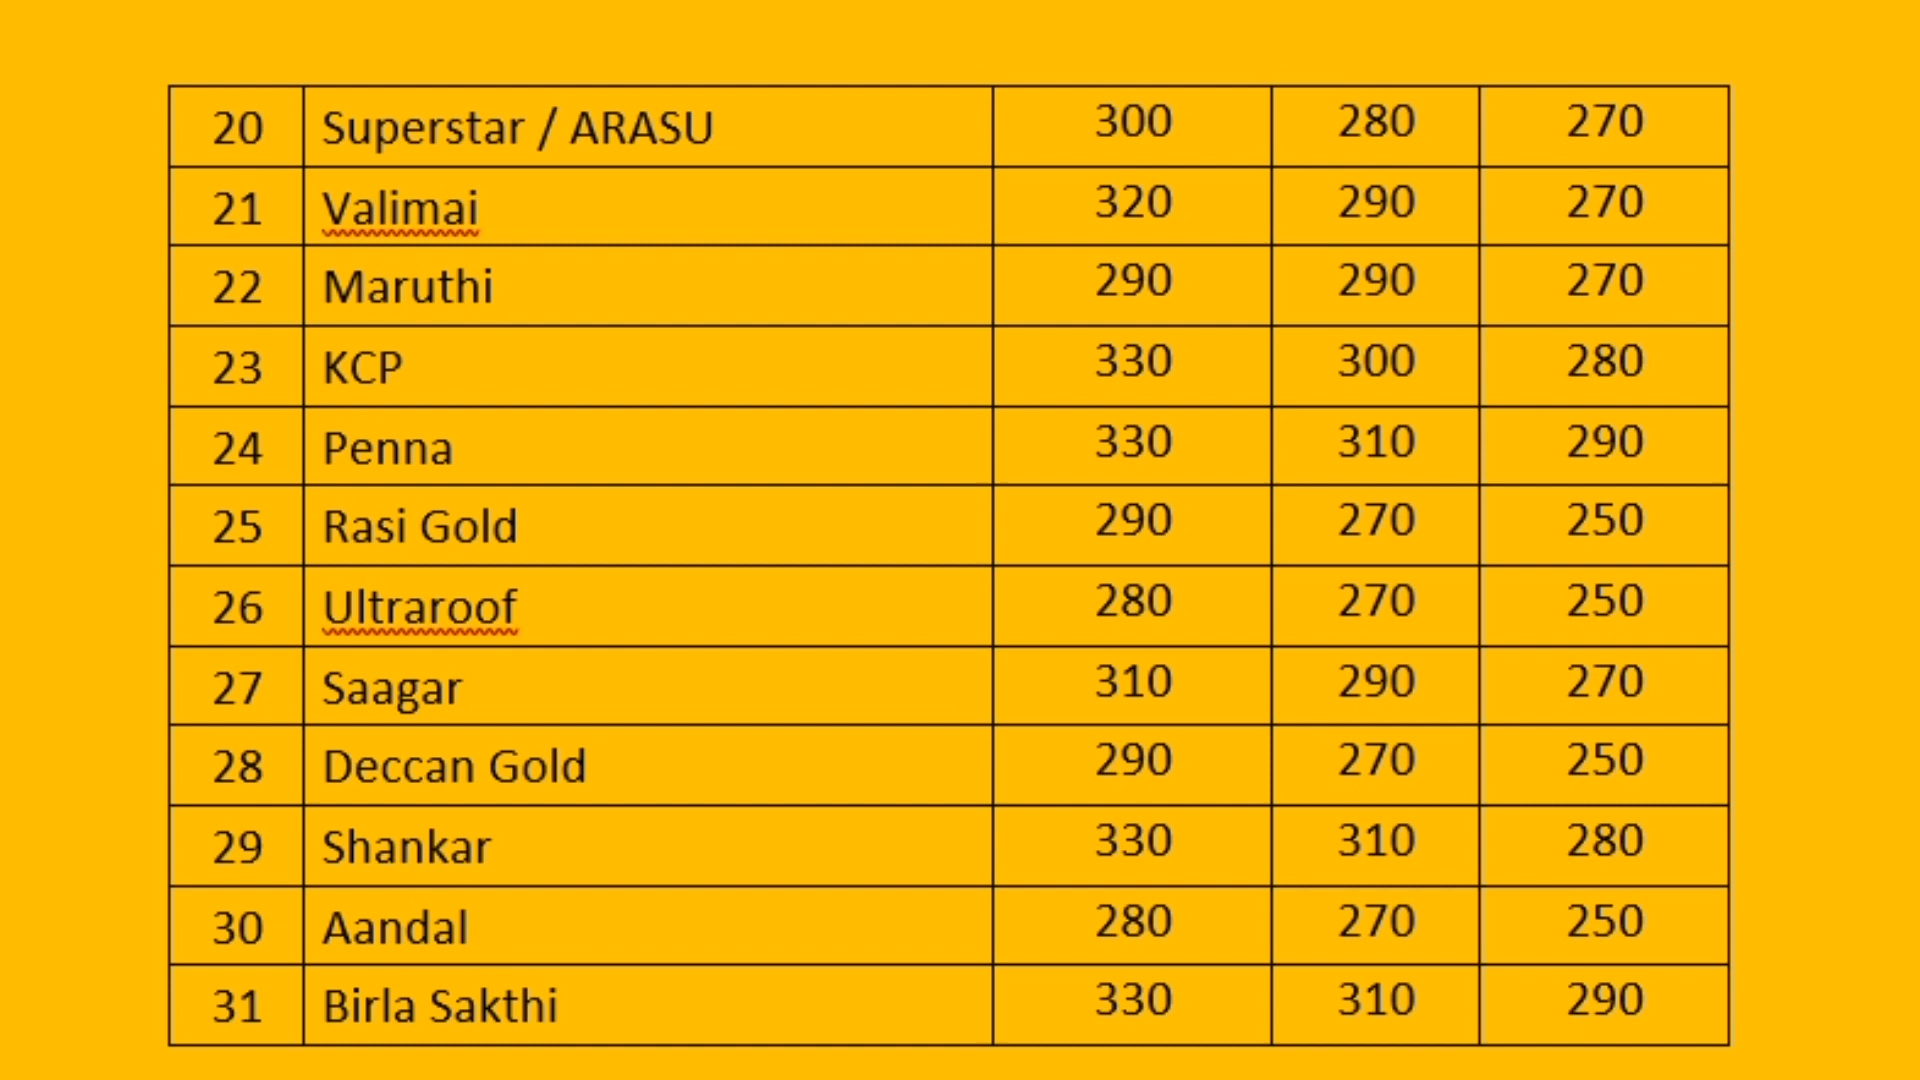 20 Superstar / ARASU 300 280 270
21 Valimai 320 290 270
22 Maruthi 290 290 270
23 KCP 330 300 280
24 Penna 330 310 290
25 Rasi Gold 290 270 250
26 Ultraroof 280 270 250
27 Saagar 310 290 270
28 Deccan Gold 290 270 250
29 Shankar 330 310 280
30 Aandal 280 270 250
31 Birla Sakthi 330 310 290